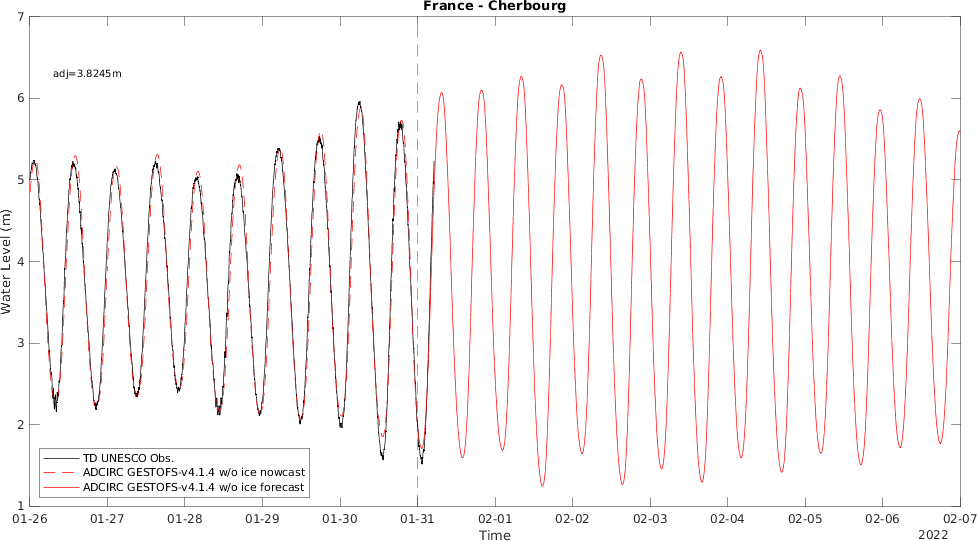 France - Cherbourg
adj=3.8245m
Water Level (m)
7
6
5
4
3
2
1
TD UNESCO Obs.
ADCIRC GESTOFS-v4.1.4 w/o ice nowcast
ADCIRC GESTOFS-v4.1.4 w/o ice forecast
01-26 01-27 01-28 01-29 01-30 01-31 02-01 02-02 02-03 02-04 02-05 02-06 02-07
Time
2022